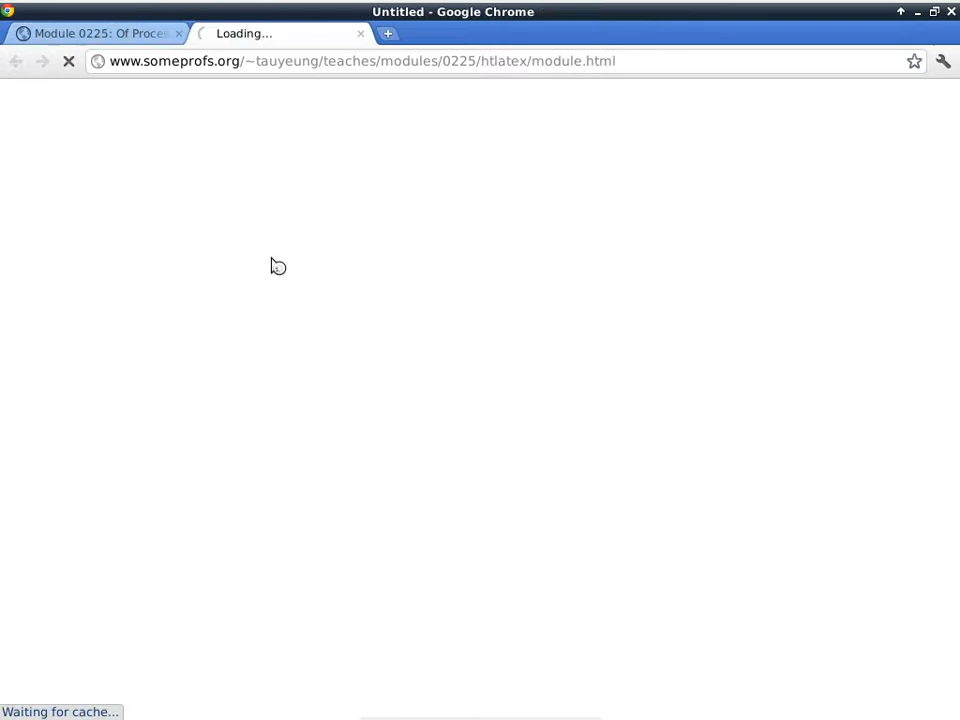 Untitled - Google Chrome
Module 0225: Of Proces
Loading...
www.someprofs.org/~tauyeung/teaches/modules/0225/htlatex/module.html
Waiting for cache...